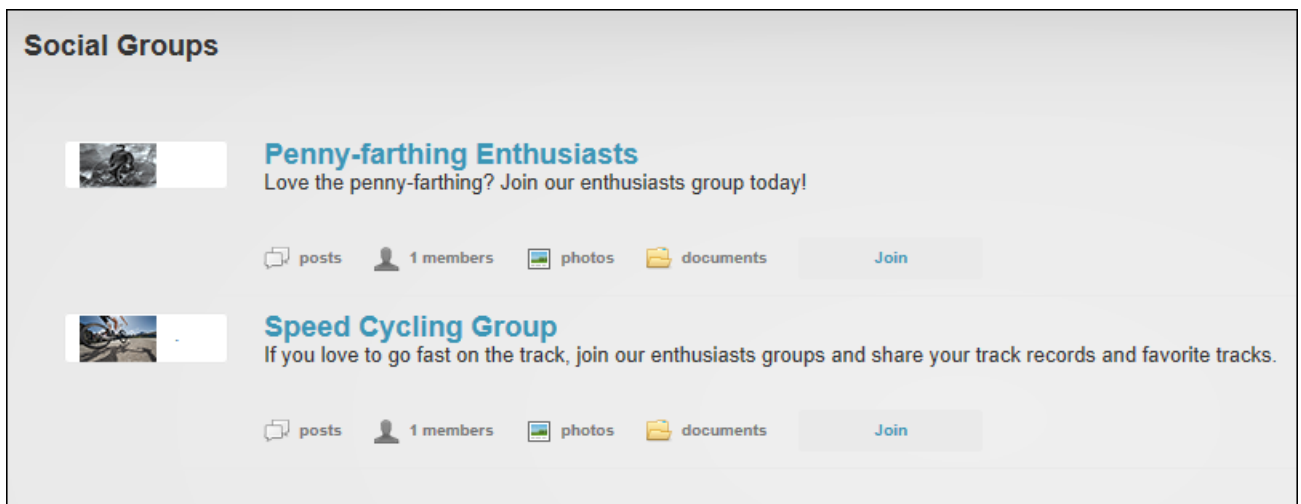 Social Groups
Penny-farthing Enthusiasts
Love the penny-farthing? Join our enthusiasts group today!
posts 1 members photos documents Join
Speed Cycling Group
If you love to go fast on the track, join our enthusiasts groups and share your track records and favorite tracks.
posts 1 members photos documents Join